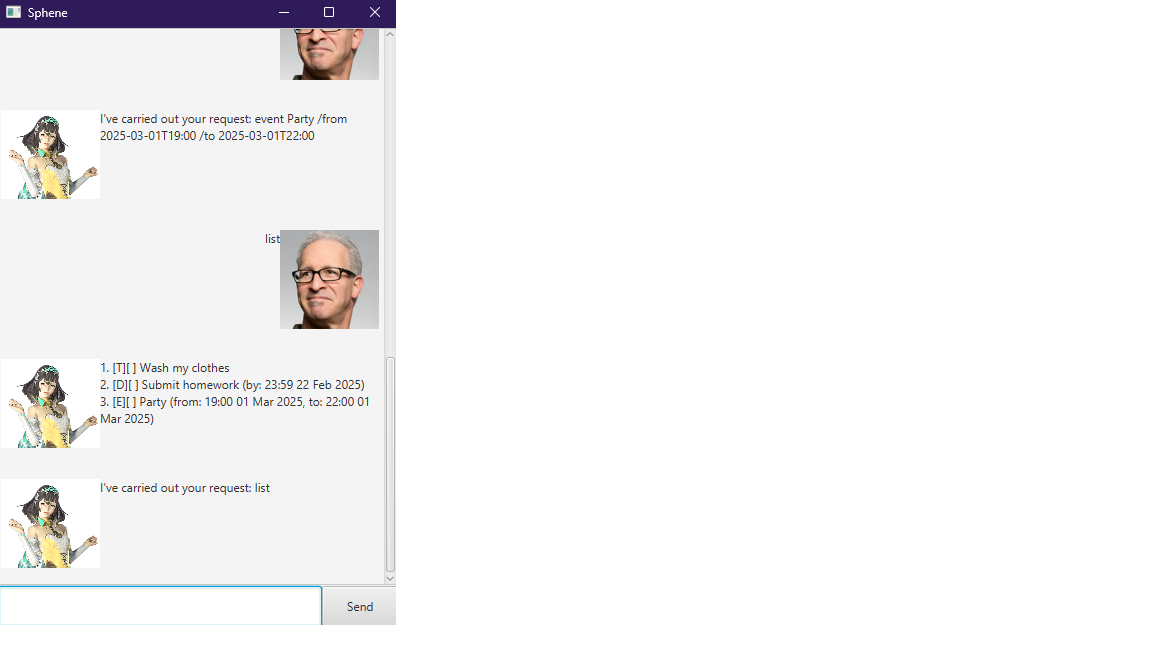 Sphene
I've carried out your request: event Party /from
2025-03-01T19:00 /to 2025-03-01T22:00
list
1. [T][ ] Wash my clothes
2. [D][ ] Submit homework (by: 23:59 22 Feb 2025)
3. [E][ ] Party (from: 19:00 01 Mar 2025, to: 22:00 01
Mar 2025)
I've carried out your request: list
Send